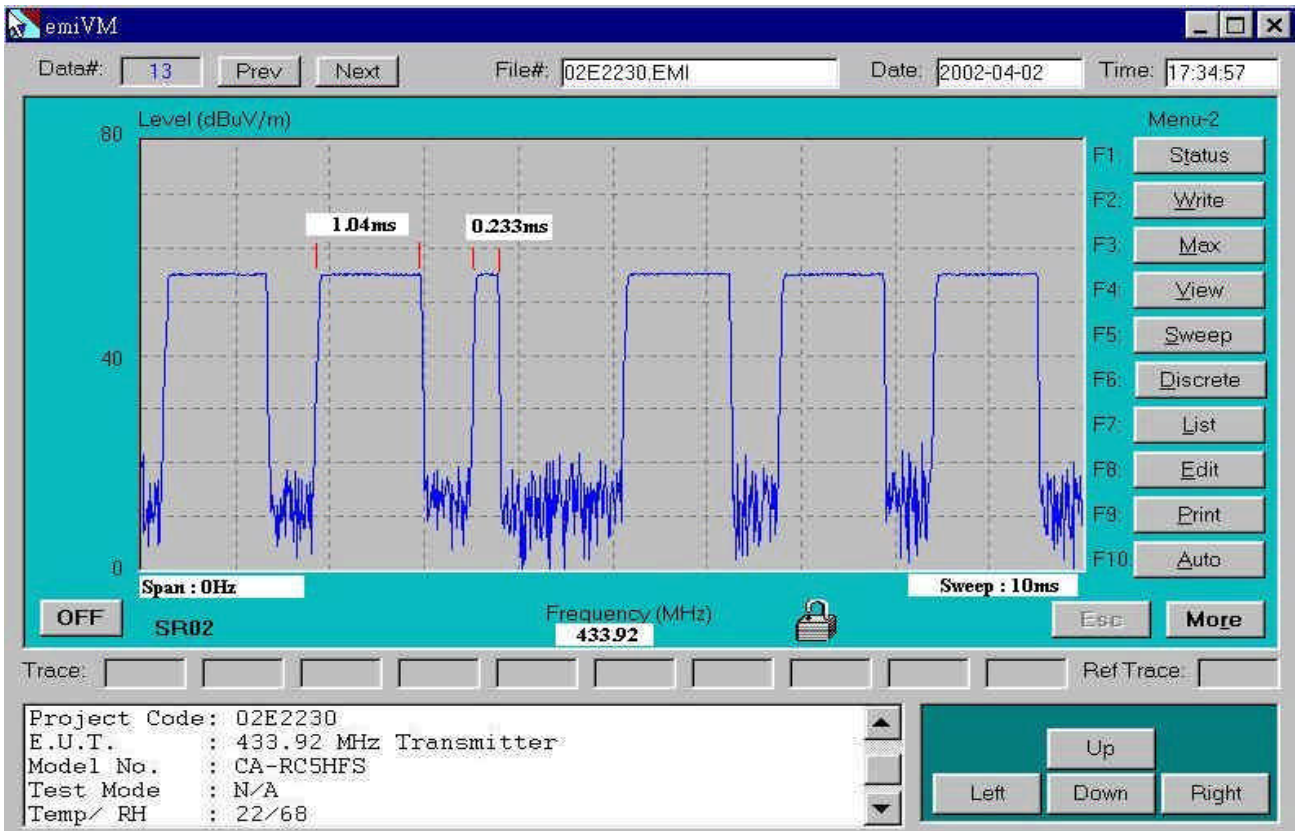 emiVM
Data#: 13 Prev Next File#: 02E2230.EMI Date: 2002-04-02 Time: 17:34:57
Level (dBuV/m)
Menu-2
80
40
0
1.04ms
0.233ms
F1: Status
F2: Write
F3: Max
F4: View
F5: Sweep
F6: Discrete
F7: List
F8: Edit
F9: Print
F10: Auto
Span : 0Hz
Sweep : 10ms
OFF
SR02
Frequency (MHz)
433.92
Esc
More
Trace:
Ref Trace:
Project Code: 02E2230
E.U.T. : 433.92 MHz Transmitter
Model No. : CA-RC5HFS
Test Mode : N/A
Temp/ RH : 22/68
Up
Left Down Right